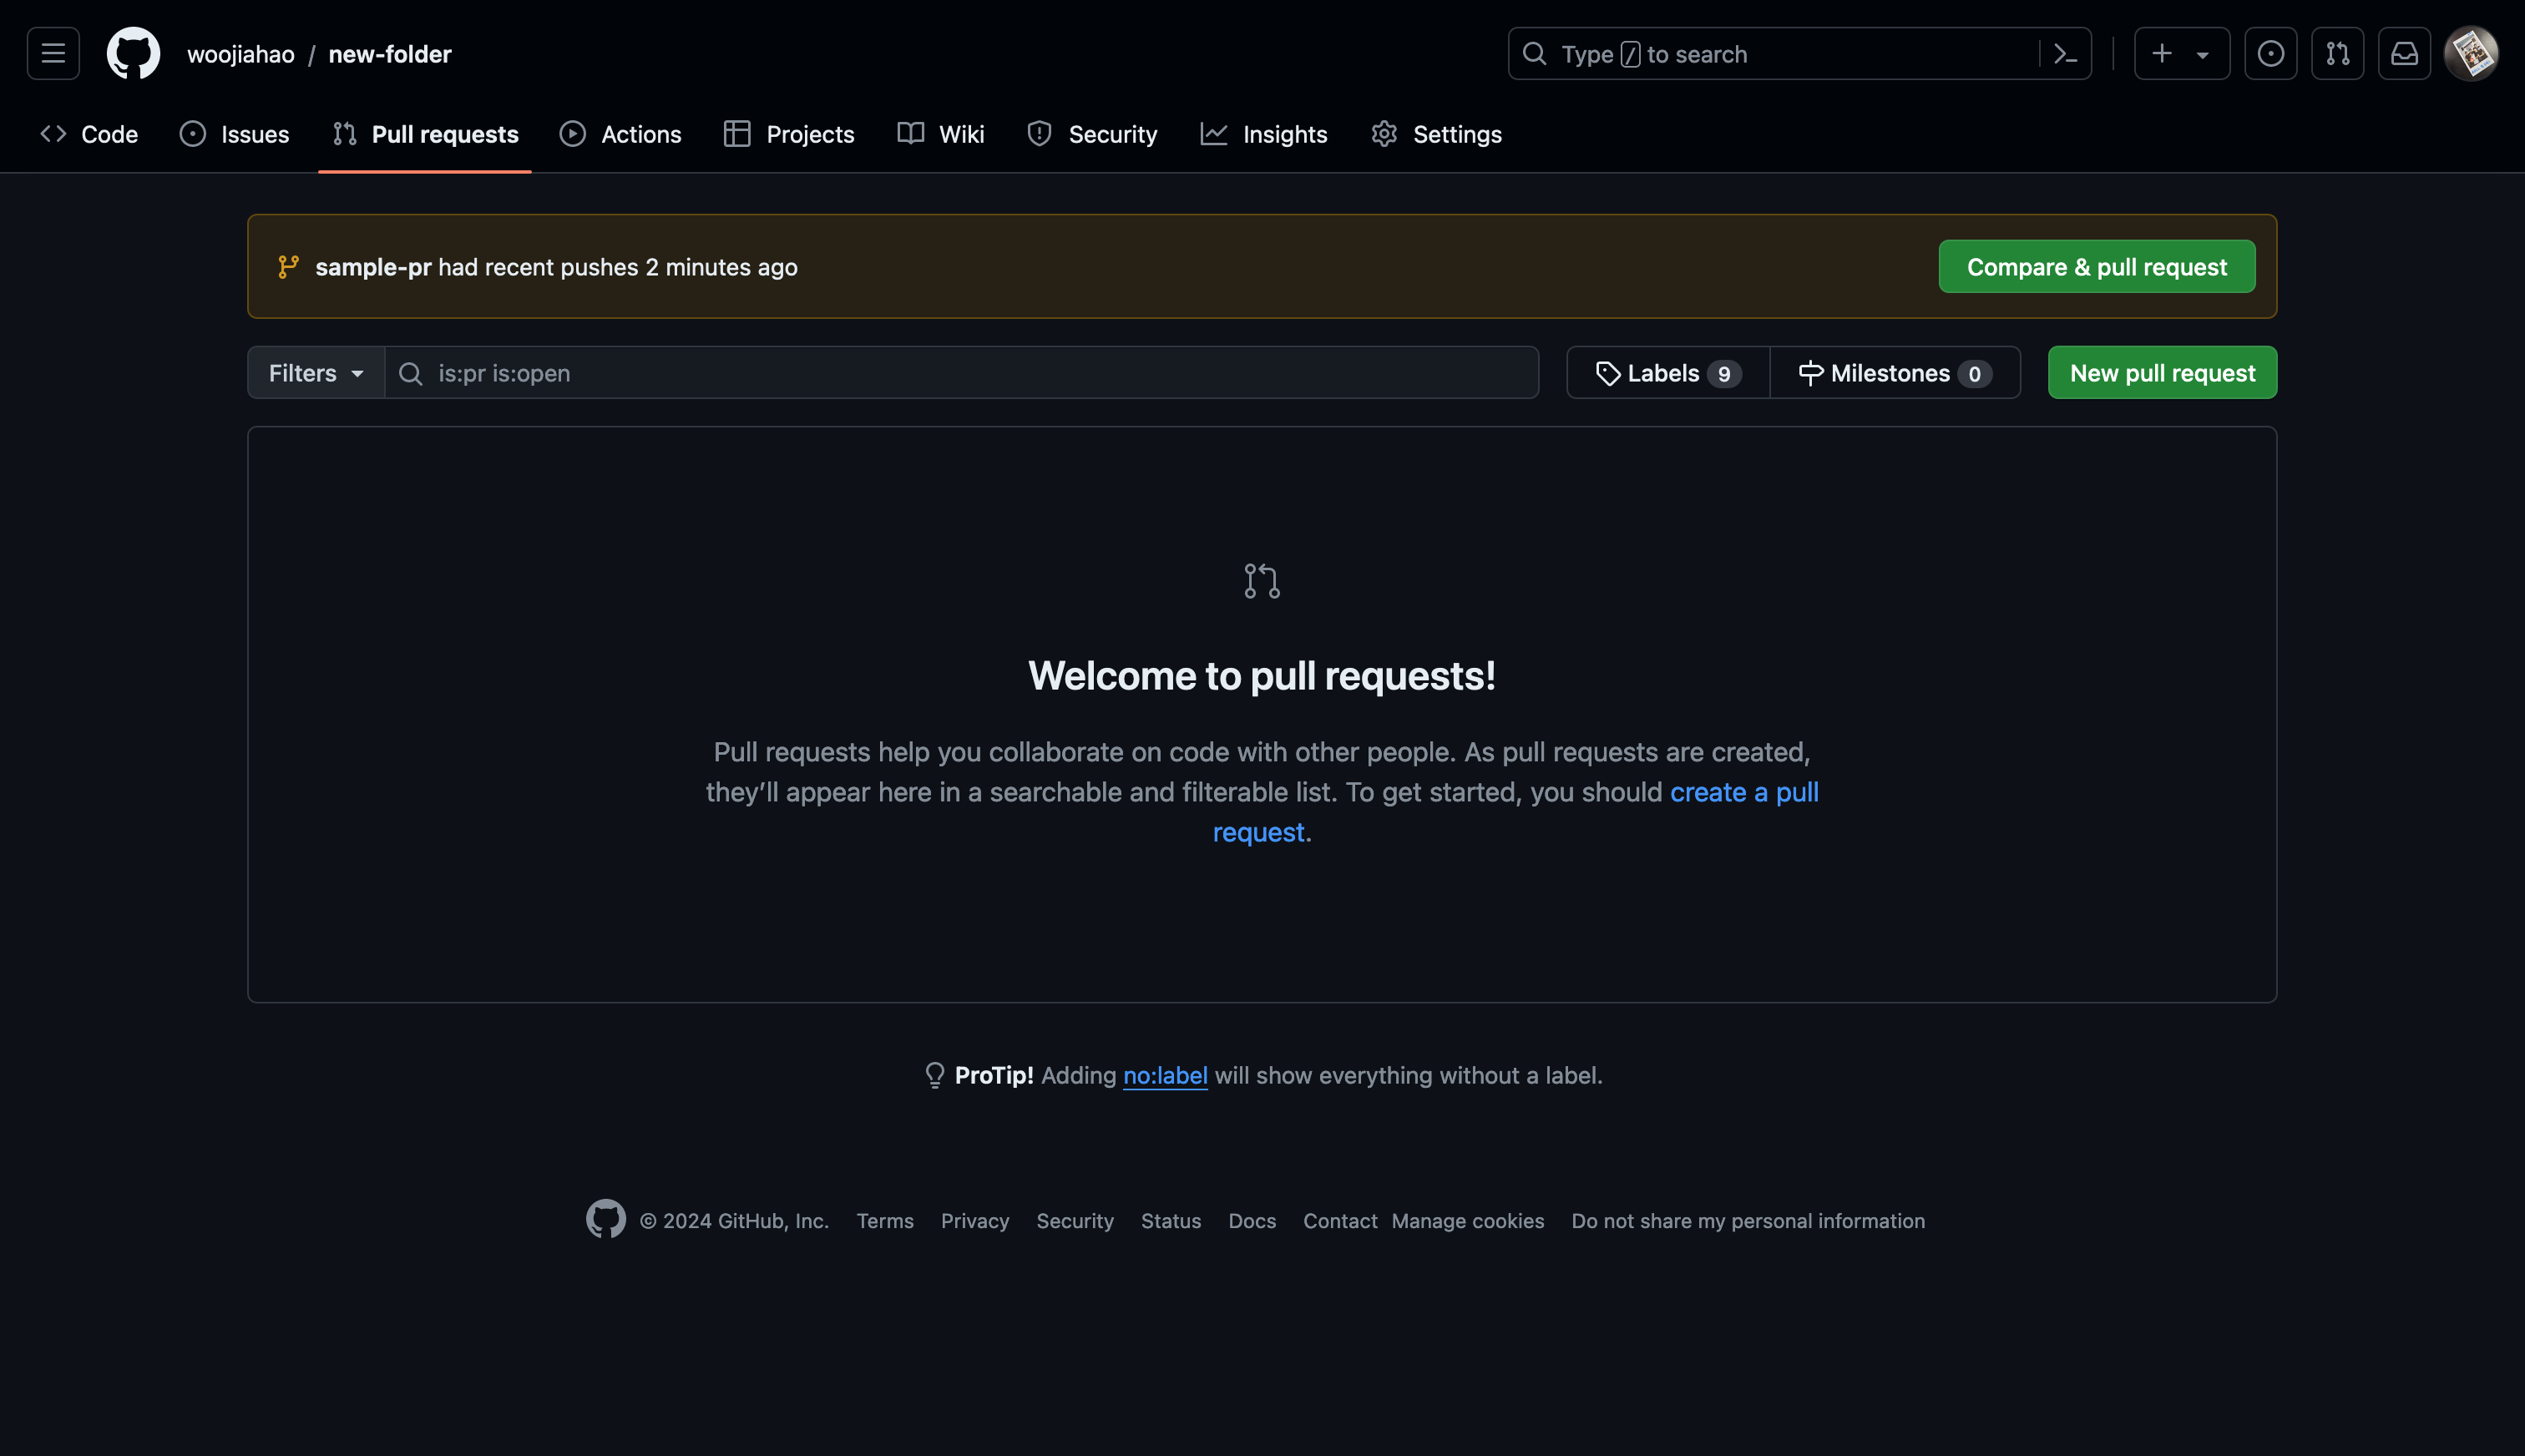 woojiahao / new-folder
Type / to search
Code Issues Pull requests Actions Projects Wiki Security Insights Settings
sample-pr had recent pushes 2 minutes ago
Compare & pull request
Filters is:pr is:open Labels 9 Milestones 0 New pull request
Welcome to pull requests!
Pull requests help you collaborate on code with other people. As pull requests are created,
they’ll appear here in a searchable and filterable list. To get started, you should create a pull
request.
ProTip! Adding no:label will show everything without a label.
© 2024 GitHub, Inc. Terms Privacy Security Status Docs Contact Manage cookies Do not share my personal information